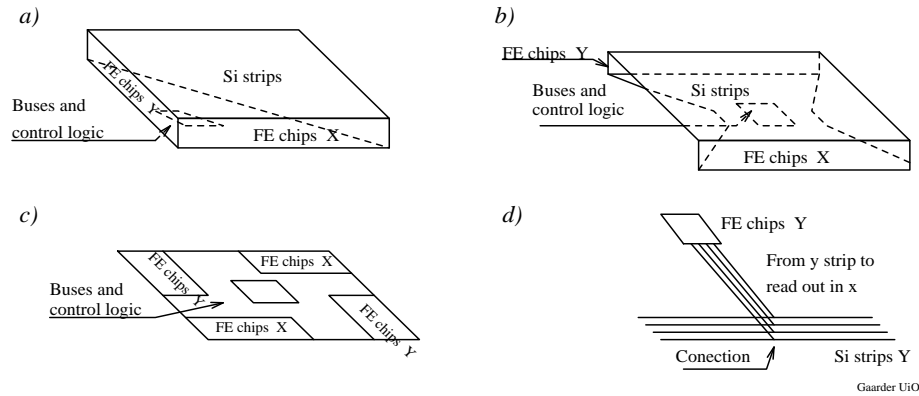 a)
Si strips
FE chips Y
Buses and
control logic
FE chips X
b)
FE chips Y
Buses and
control logic
Si strips
FE chips X
c)
FE chips Y
FE chips X
Buses and
control logic
FE chips X
FE chips Y
d)
FE chips Y
From y strip to
read out in x
Conection
Si strips Y
Gaarder UiO